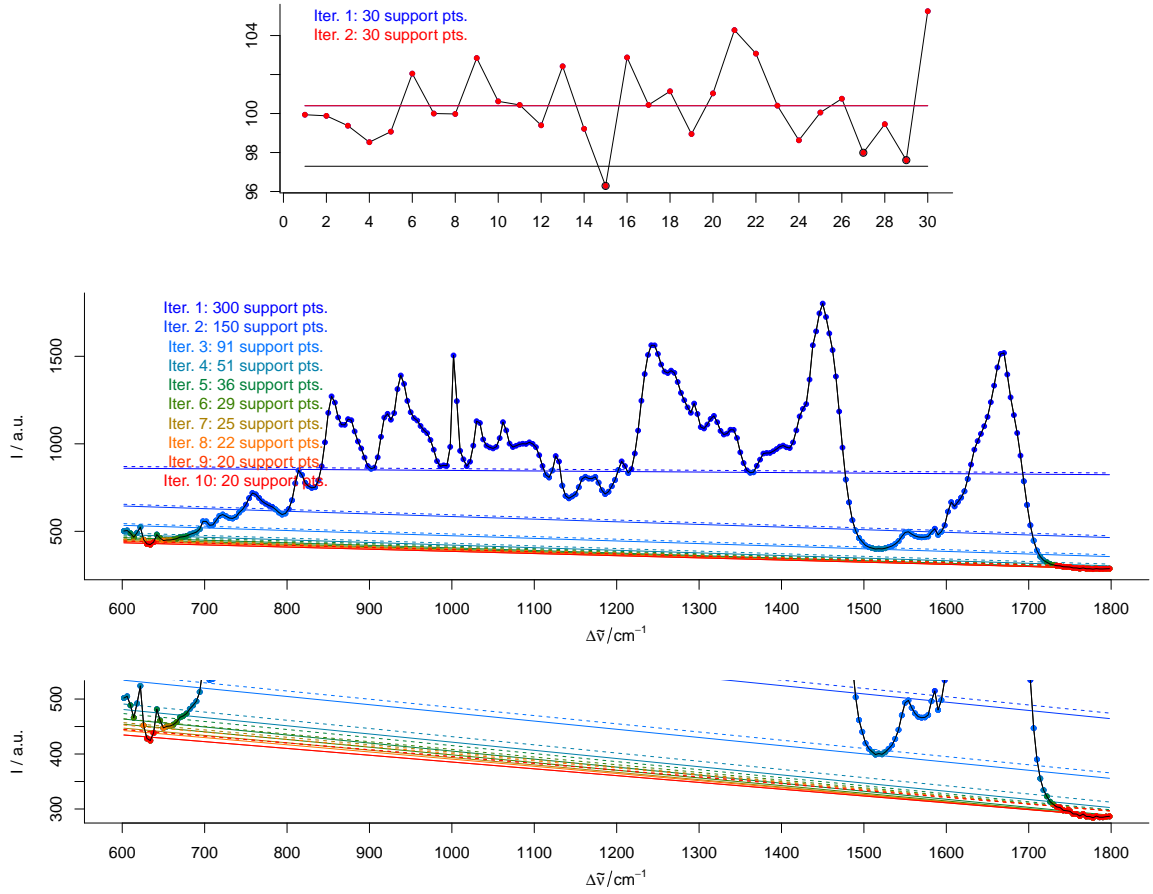 Iter. 1: 30 support pts.
Iter. 2: 30 support pts.
104
100
98
96
0 2 4 6 8 10 12 14 16 18 20 22 24 26 28 30
Iter. 1: 300 support pts.
Iter. 2: 150 support pts.
Iter. 3: 91 support pts.
Iter. 4: 51 support pts.
Iter. 5: 36 support pts.
Iter. 6: 29 support pts.
Iter. 7: 25 support pts.
Iter. 8: 22 support pts.
Iter. 9: 20 support pts.
Iter. 10: 20 support pts.
I / a.u.
1500
1000
500
600 700 800 900 1000 1100 1200 1300 1400 1500 1600 1700 1800
Δν̃/cm⁻¹
I / a.u.
500
400
300
600 700 800 900 1000 1100 1200 1300 1400 1500 1600 1700 1800
Δν̃/cm⁻¹